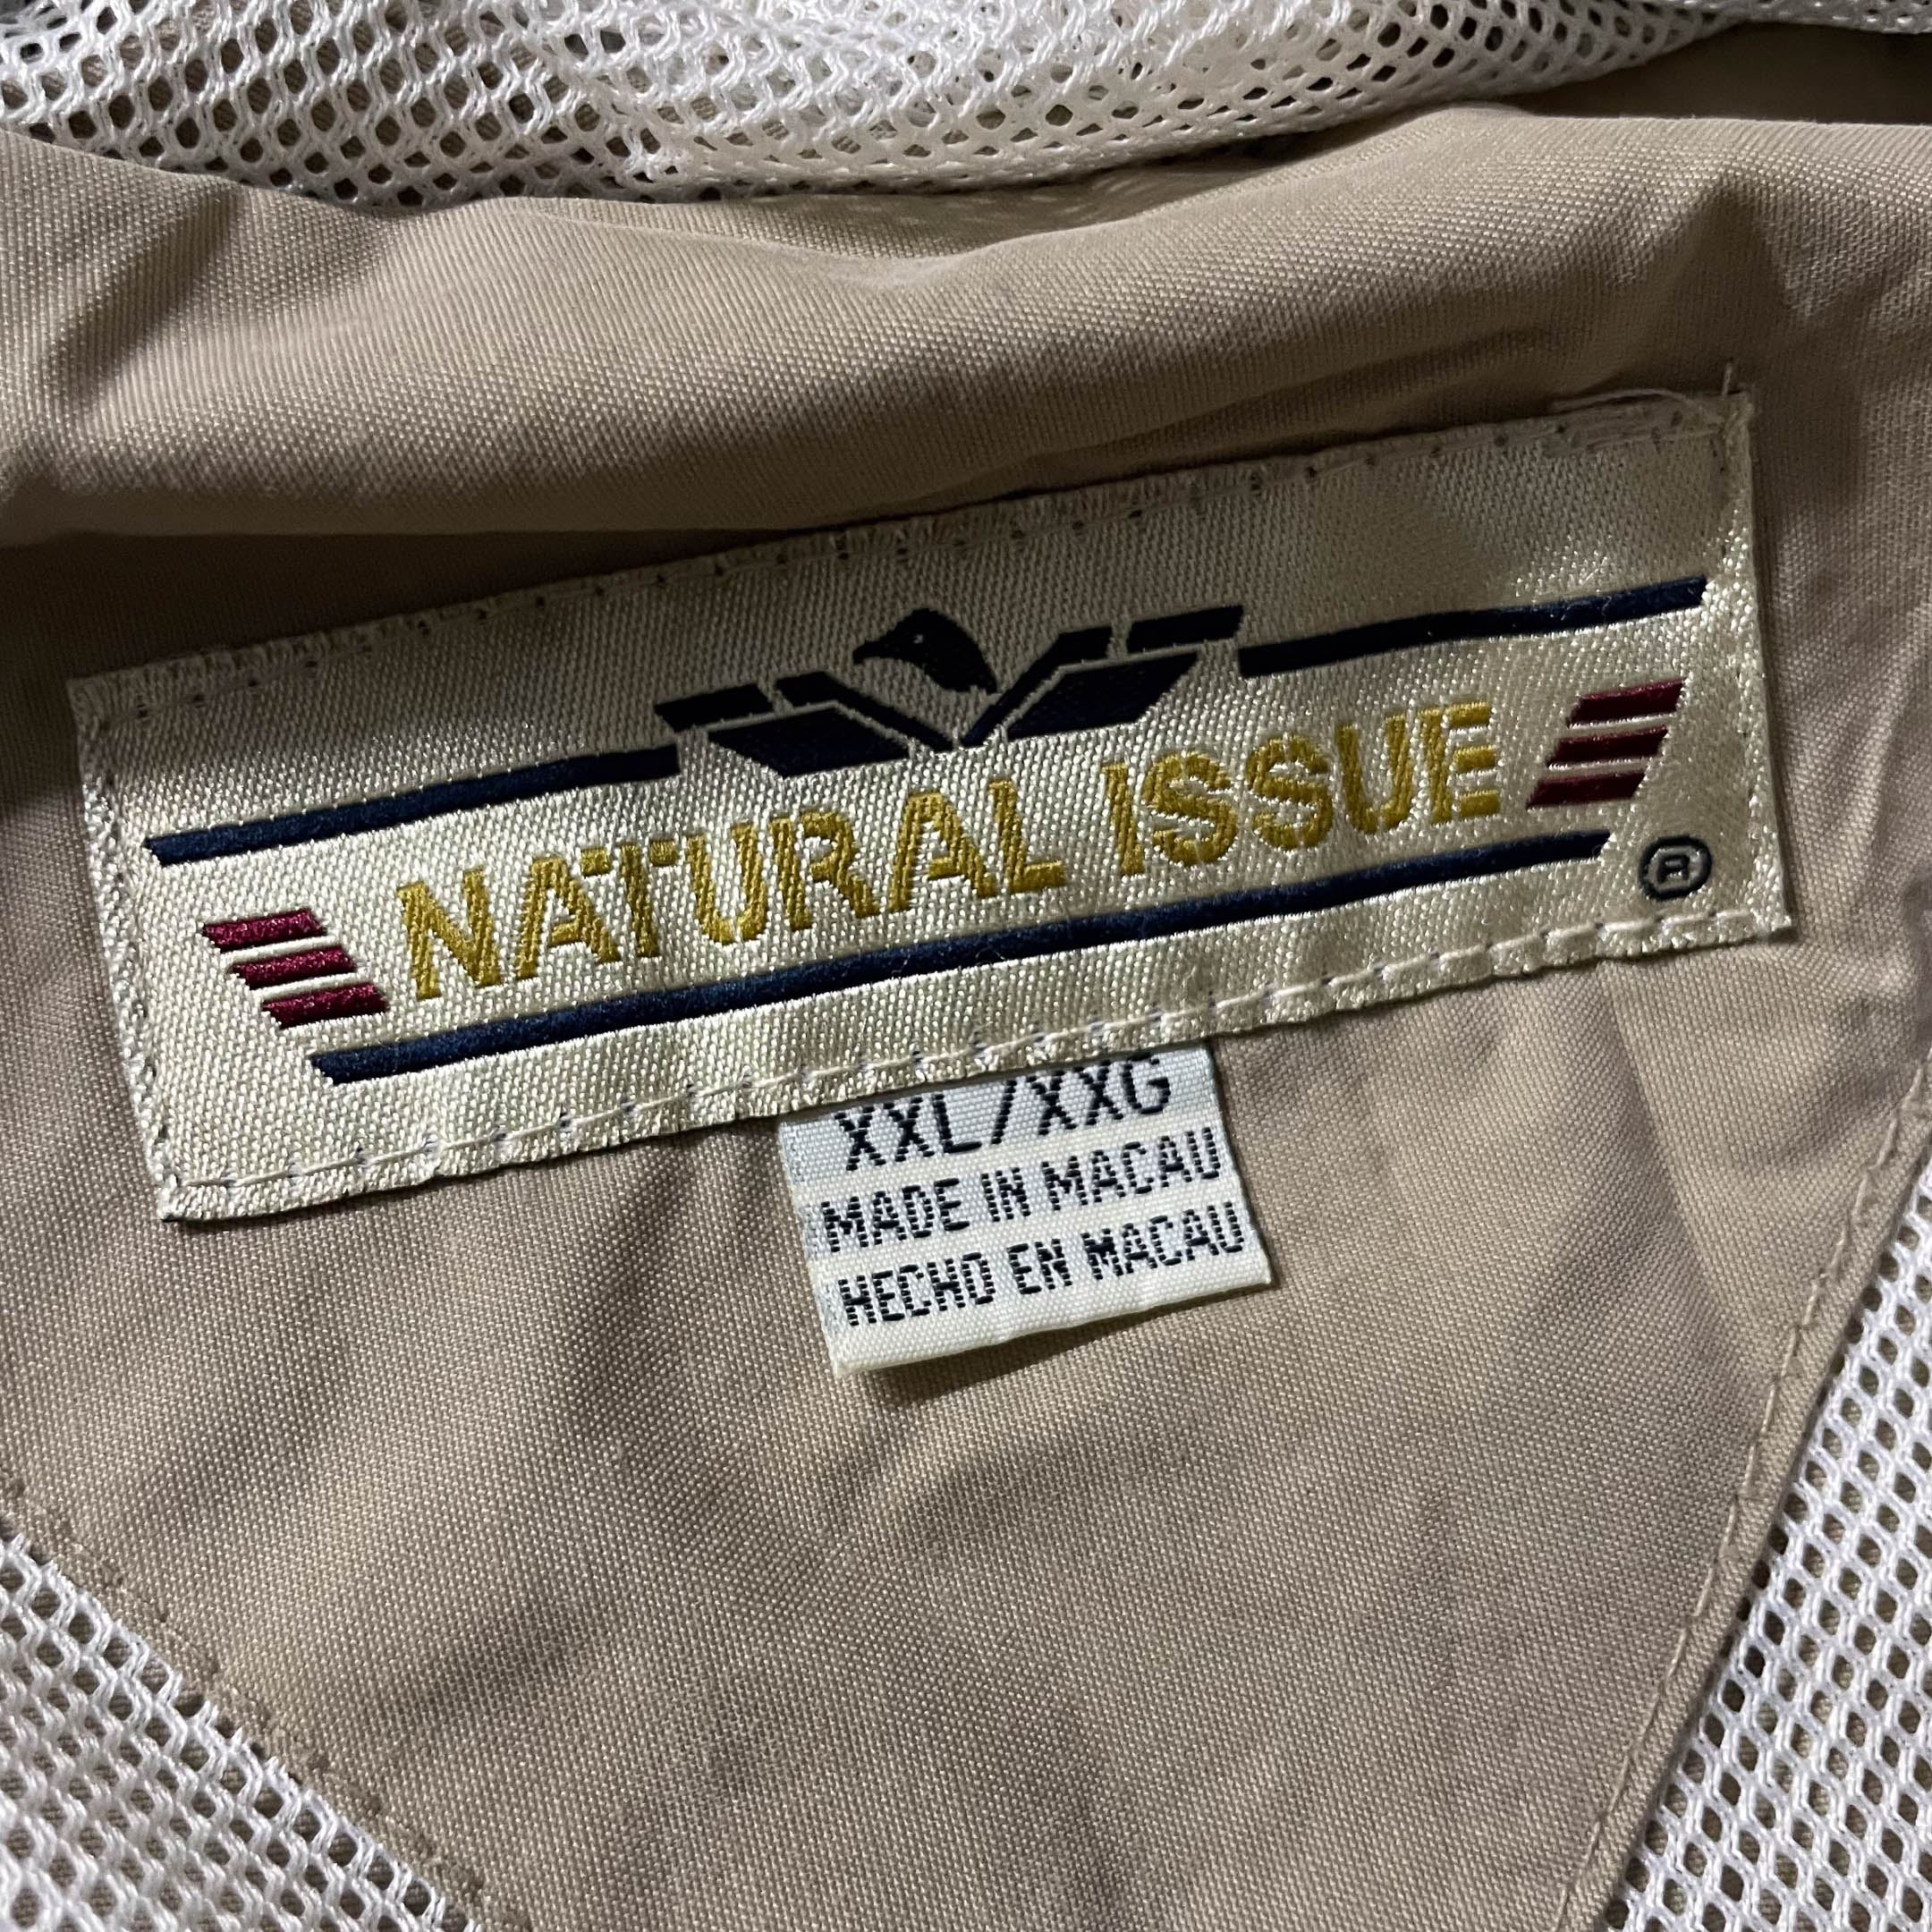 NATURAL ISSUE
®
XXL/XXG
MADE IN MACAU
HECHO EN MACAU